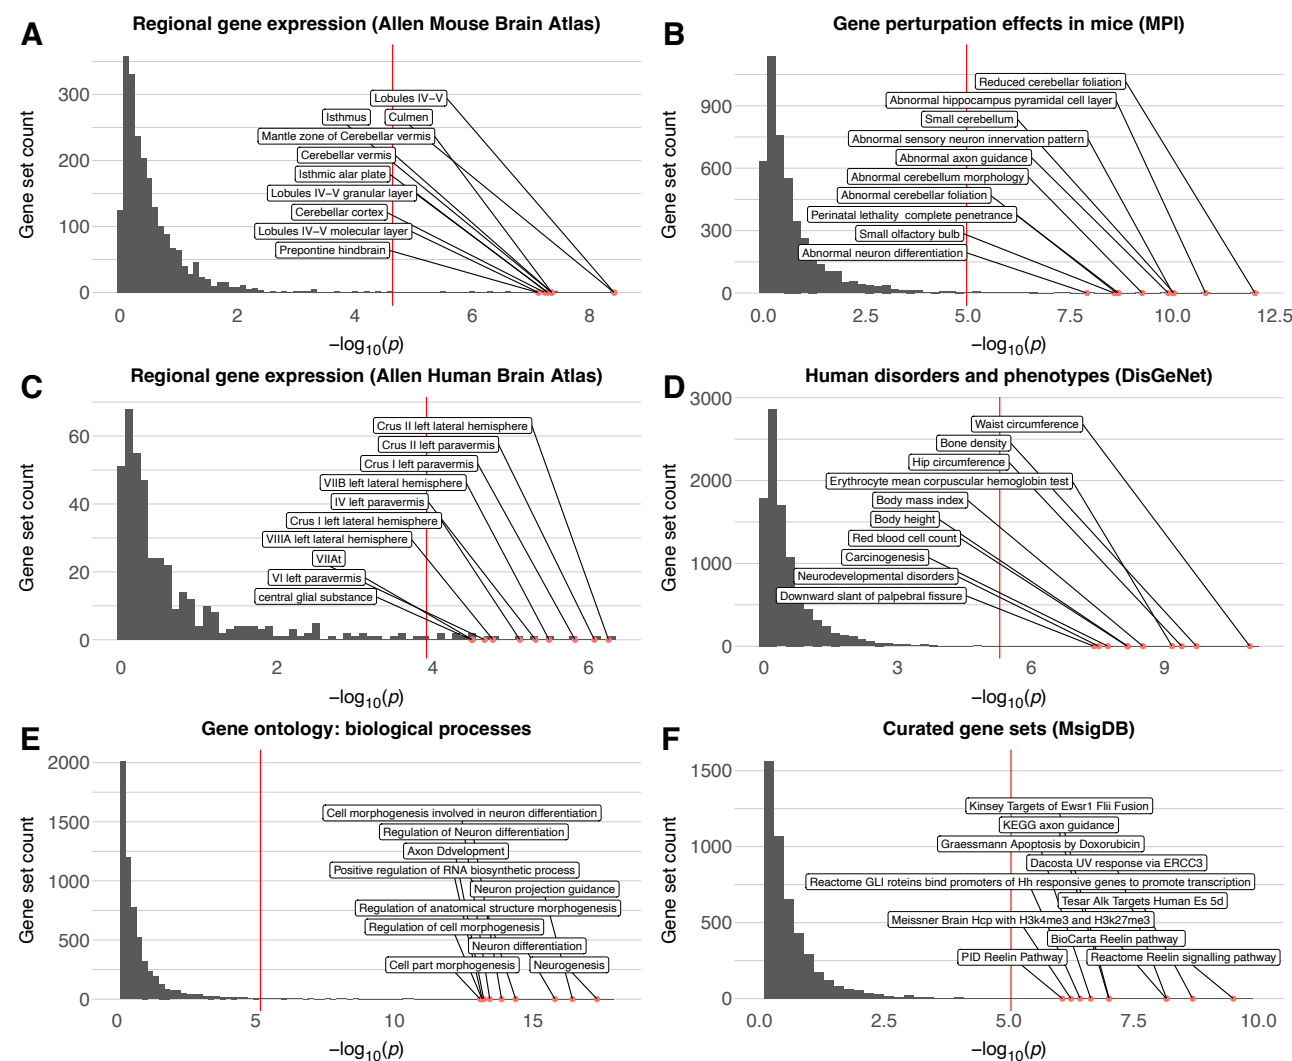 A
Regional gene expression (Allen Mouse Brain Atlas)
Gene set count
300
200
100
0
Lobules IV−V
Isthmus
Culmen
Mantle zone of Cerebellar vermis
Cerebellar vermis
Isthmic alar plate
Lobules IV−V granular layer
Cerebellar cortex
Lobules IV−V molecular layer
Prepontine hindbrain
0 2 4 6 8
−log10(p)
B
Gene perturpation effects in mice (MPI)
Gene set count
900
600
300
0
Reduced cerebellar foliation
Abnormal hippocampus pyramidal cell layer
Small cerebellum
Abnormal sensory neuron innervation pattern
Abnormal axon guidance
Abnormal cerebellum morphology
Abnormal cerebellar foliation
Perinatal lethality complete penetrance
Small olfactory bulb
Abnormal neuron differentiation
0.0 2.5 5.0 7.5 10.0 12.5
−log10(p)
C
Regional gene expression (Allen Human Brain Atlas)
Gene set count
60
40
20
0
Crus II left lateral hemisphere
Crus II left paravermis
Crus I left paravermis
VIIB left lateral hemisphere
IV left paravermis
Crus I left lateral hemisphere
VIIIA left lateral hemisphere
VIIAt
VI left paravermis
central glial substance
0 2 4 6
−log10(p)
D
Human disorders and phenotypes (DisGeNet)
Gene set count
3000
2000
1000
0
Waist circumference
Bone density
Hip circumference
Erythrocyte mean corpuscular hemoglobin test
Body mass index
Body height
Red blood cell count
Carcinogenesis
Neurodevelopmental disorders
Downward slant of palpebral fissure
0 3 6 9
−log10(p)
E
Gene ontology: biological processes
Gene set count
2000
1500
1000
500
0
Cell morphogenesis involved in neuron differentiation
Regulation of Neuron differentiation
Axon Ddvelopment
Positive regulation of RNA biosynthetic process
Neuron projection guidance
Regulation of anatomical structure morphogenesis
Regulation of cell morphogenesis
Neuron differentiation
Cell part morphogenesis
Neurogenesis
0 5 10 15
−log10(p)
F
Curated gene sets (MsigDB)
Gene set count
1500
1000
500
0
Kinsey Targets of Ewsr1 Flii Fusion
KEGG axon guidance
Graessmann Apoptosis by Doxorubicin
Dacosta UV response via ERCC3
Reactome GLI roteins bind promoters of Hh responsive genes to promote transcription
Tesar Alk Targets Human Es 5d
Meissner Brain Hcp with H3k4me3 and H3k27me3
BioCarta Reelin pathway
PID Reelin Pathway
Reactome Reelin signalling pathway
0.0 2.5 5.0 7.5 10.0
−log10(p)